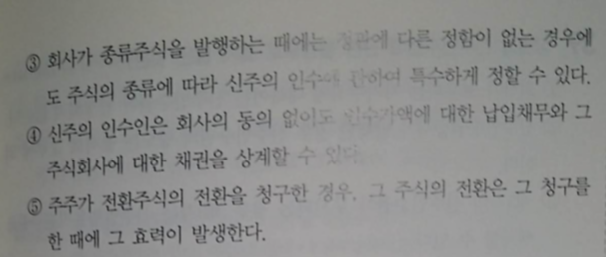 ③ 회사가 종류주식을 발행하는 때에는 정관에 다른 정함이 없는 경우에
도 주식의 종류에 따라 신주의 인수에 관하여 특수하게 정할 수 있다.
④ 신주의 인수인은 회사의 동의 없이도 인수가액에 대한 납입채무와 그
주식회사에 대한 채권을 상계할 수 있다.
⑤ 주주가 전환주식의 전환을 청구한 경우, 그 주식의 전환은 그 청구를
한 때에 그 효력이 발생한다.